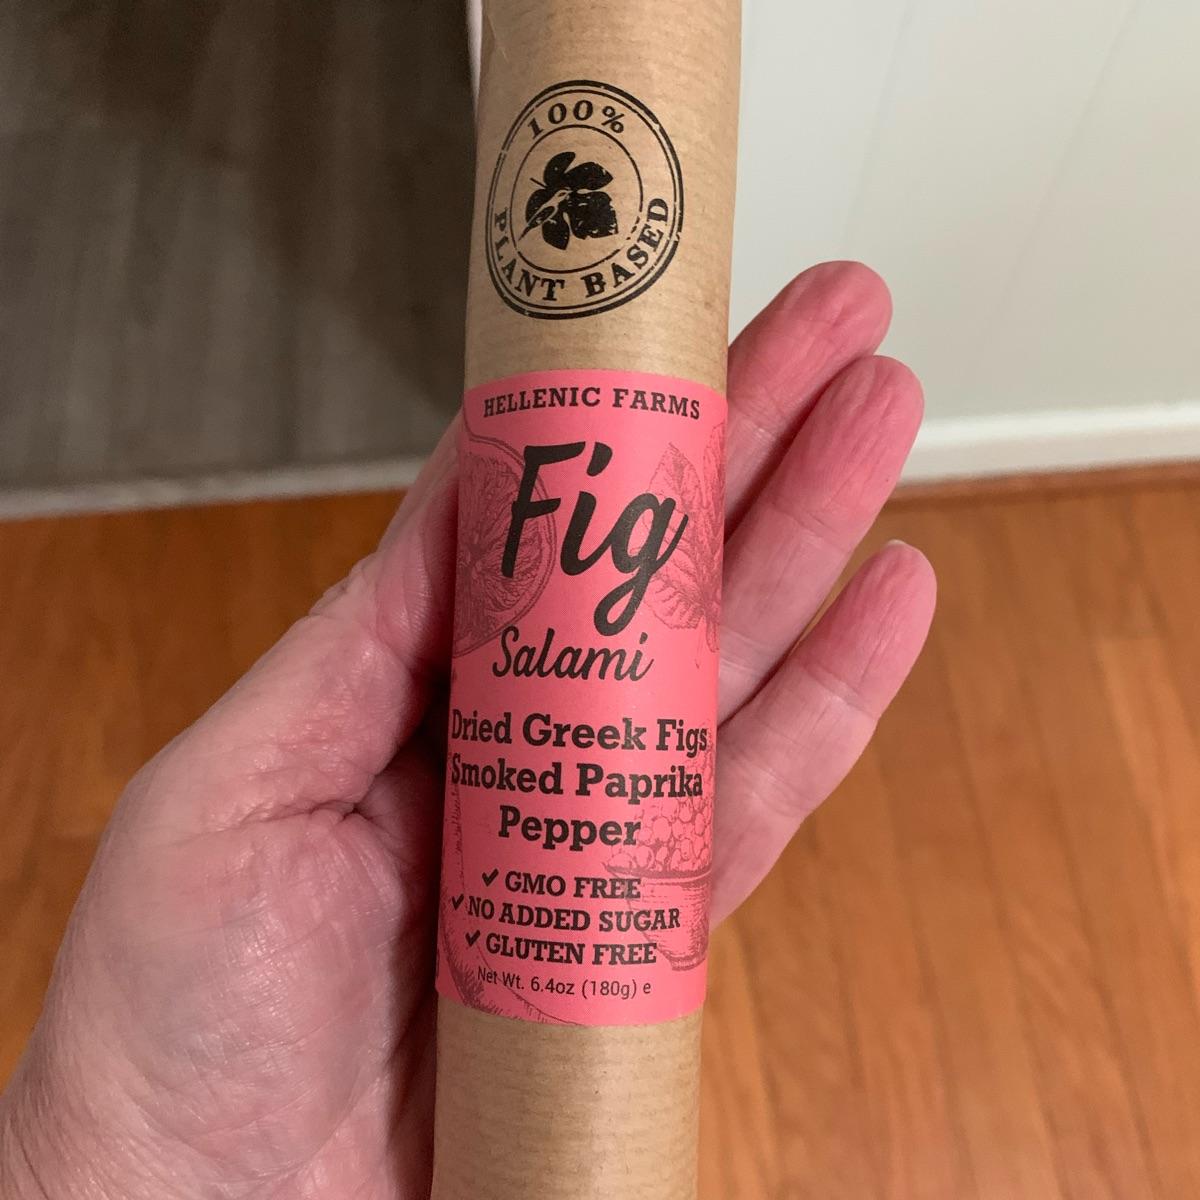 100%
PLANT BASED
HELLENIC FARMS
Fig
Salami
Dried Greek Figs
Smoked Paprika
Pepper
✓ GMO FREE
✓ NO ADDED SUGAR
✓ GLUTEN FREE
Net Wt. 6.4oz (180g) e